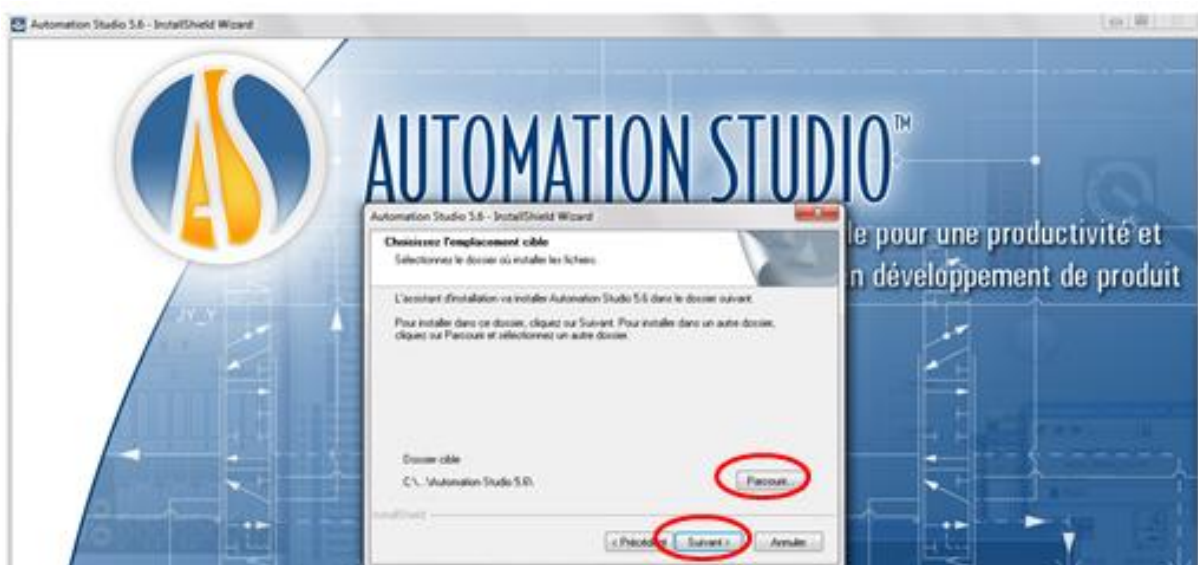 Automation Studio 5.6 - InstallShield Wizard
AS
AUTOMATION STUDIO™
le pour une productivité et
n développement de produit
Automation Studio 5.6 - InstallShield Wizard
Choisissez l'emplacement cible
Sélectionnez le dossier où installer les fichiers.
L'assistant d'installation va installer Automation Studio 5.6 dans le dossier suivant.
Pour installer dans ce dossier, cliquez sur Suivant. Pour installer dans un autre dossier,
cliquez sur Parcourir et sélectionnez un autre dossier.
Dossier cible
C:\...\Automation Studio 5.6\
Parcourir...
InstallShield
< Précédent Suivant > Annuler